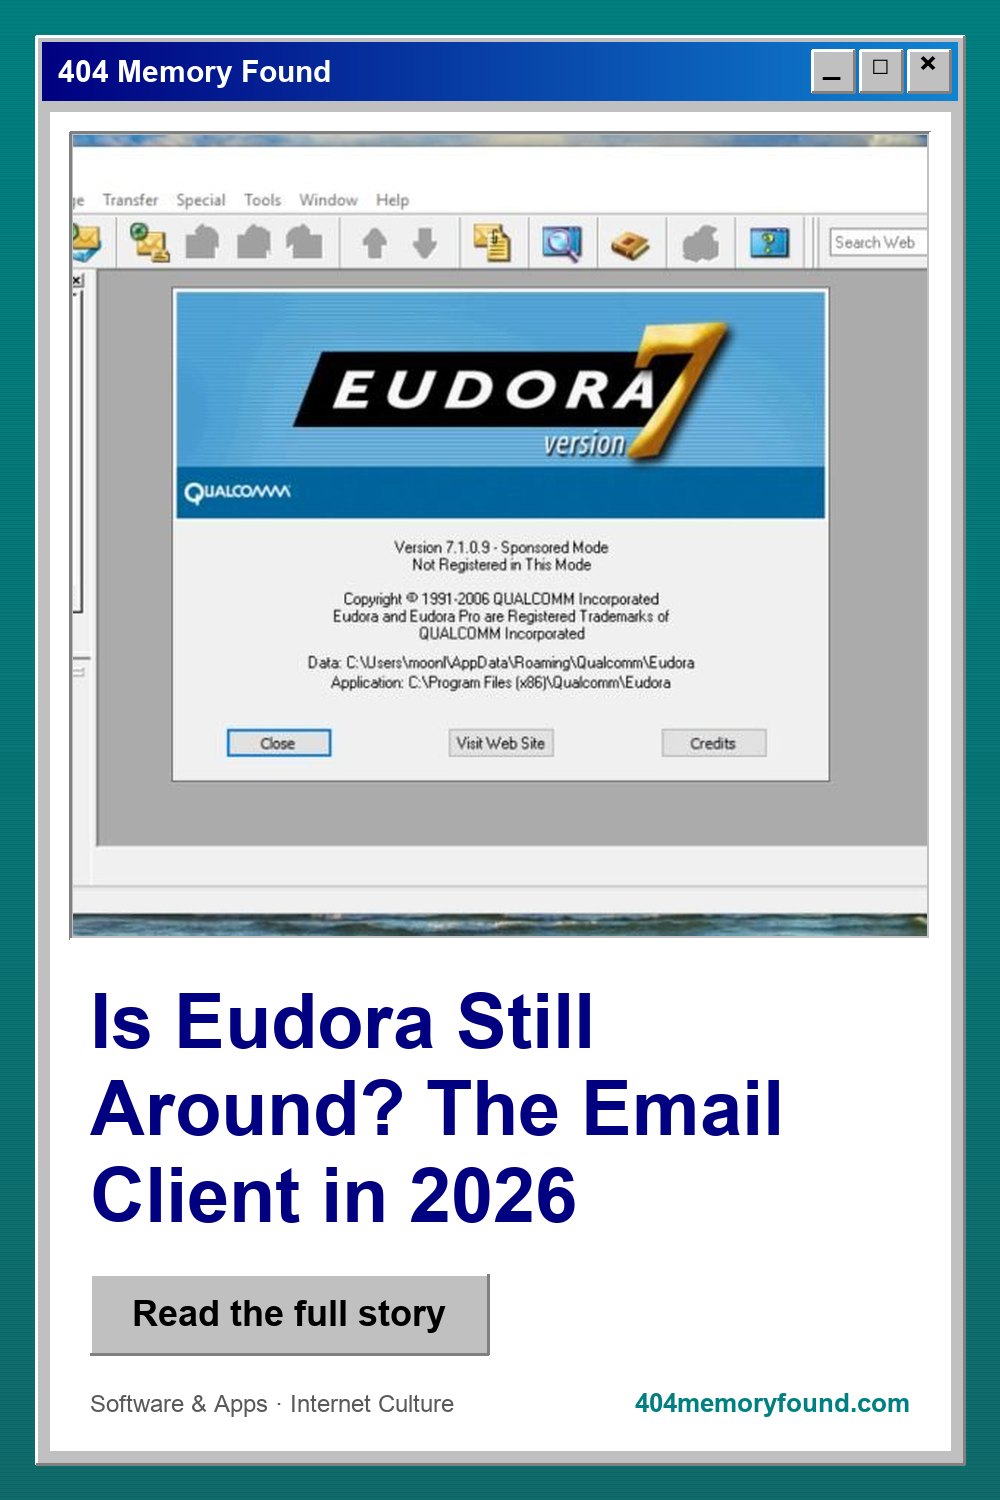 404 Memory Found
Transfer Special Tools Window Help
Search Web
EUDORA 7
version
QUALCOMM
Version 7.1.0.9 - Sponsored Mode
Not Registered in This Mode
Copyright © 1991-2006 QUALCOMM Incorporated
Eudora and Eudora Pro are Registered Trademarks of
QUALCOMM Incorporated
Data: C:\Users\moonl\AppData\Roaming\Qualcomm\Eudora
Application: C:\Program Files (x86)\Qualcomm\Eudora
Close Visit Web Site Credits
Is Eudora Still
Around? The Email
Client in 2026
Read the full story
Software & Apps · Internet Culture 404memoryfound.com